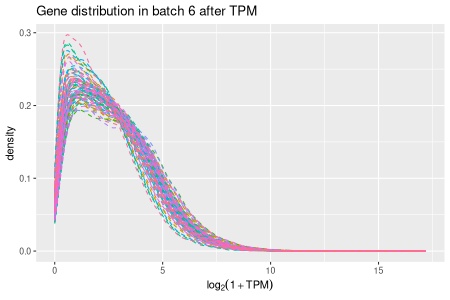 Gene distribution in batch 6 after TPM
0.3
0.2
0.1
0.0
density
0 5 10 15
log₂(1 + TPM)